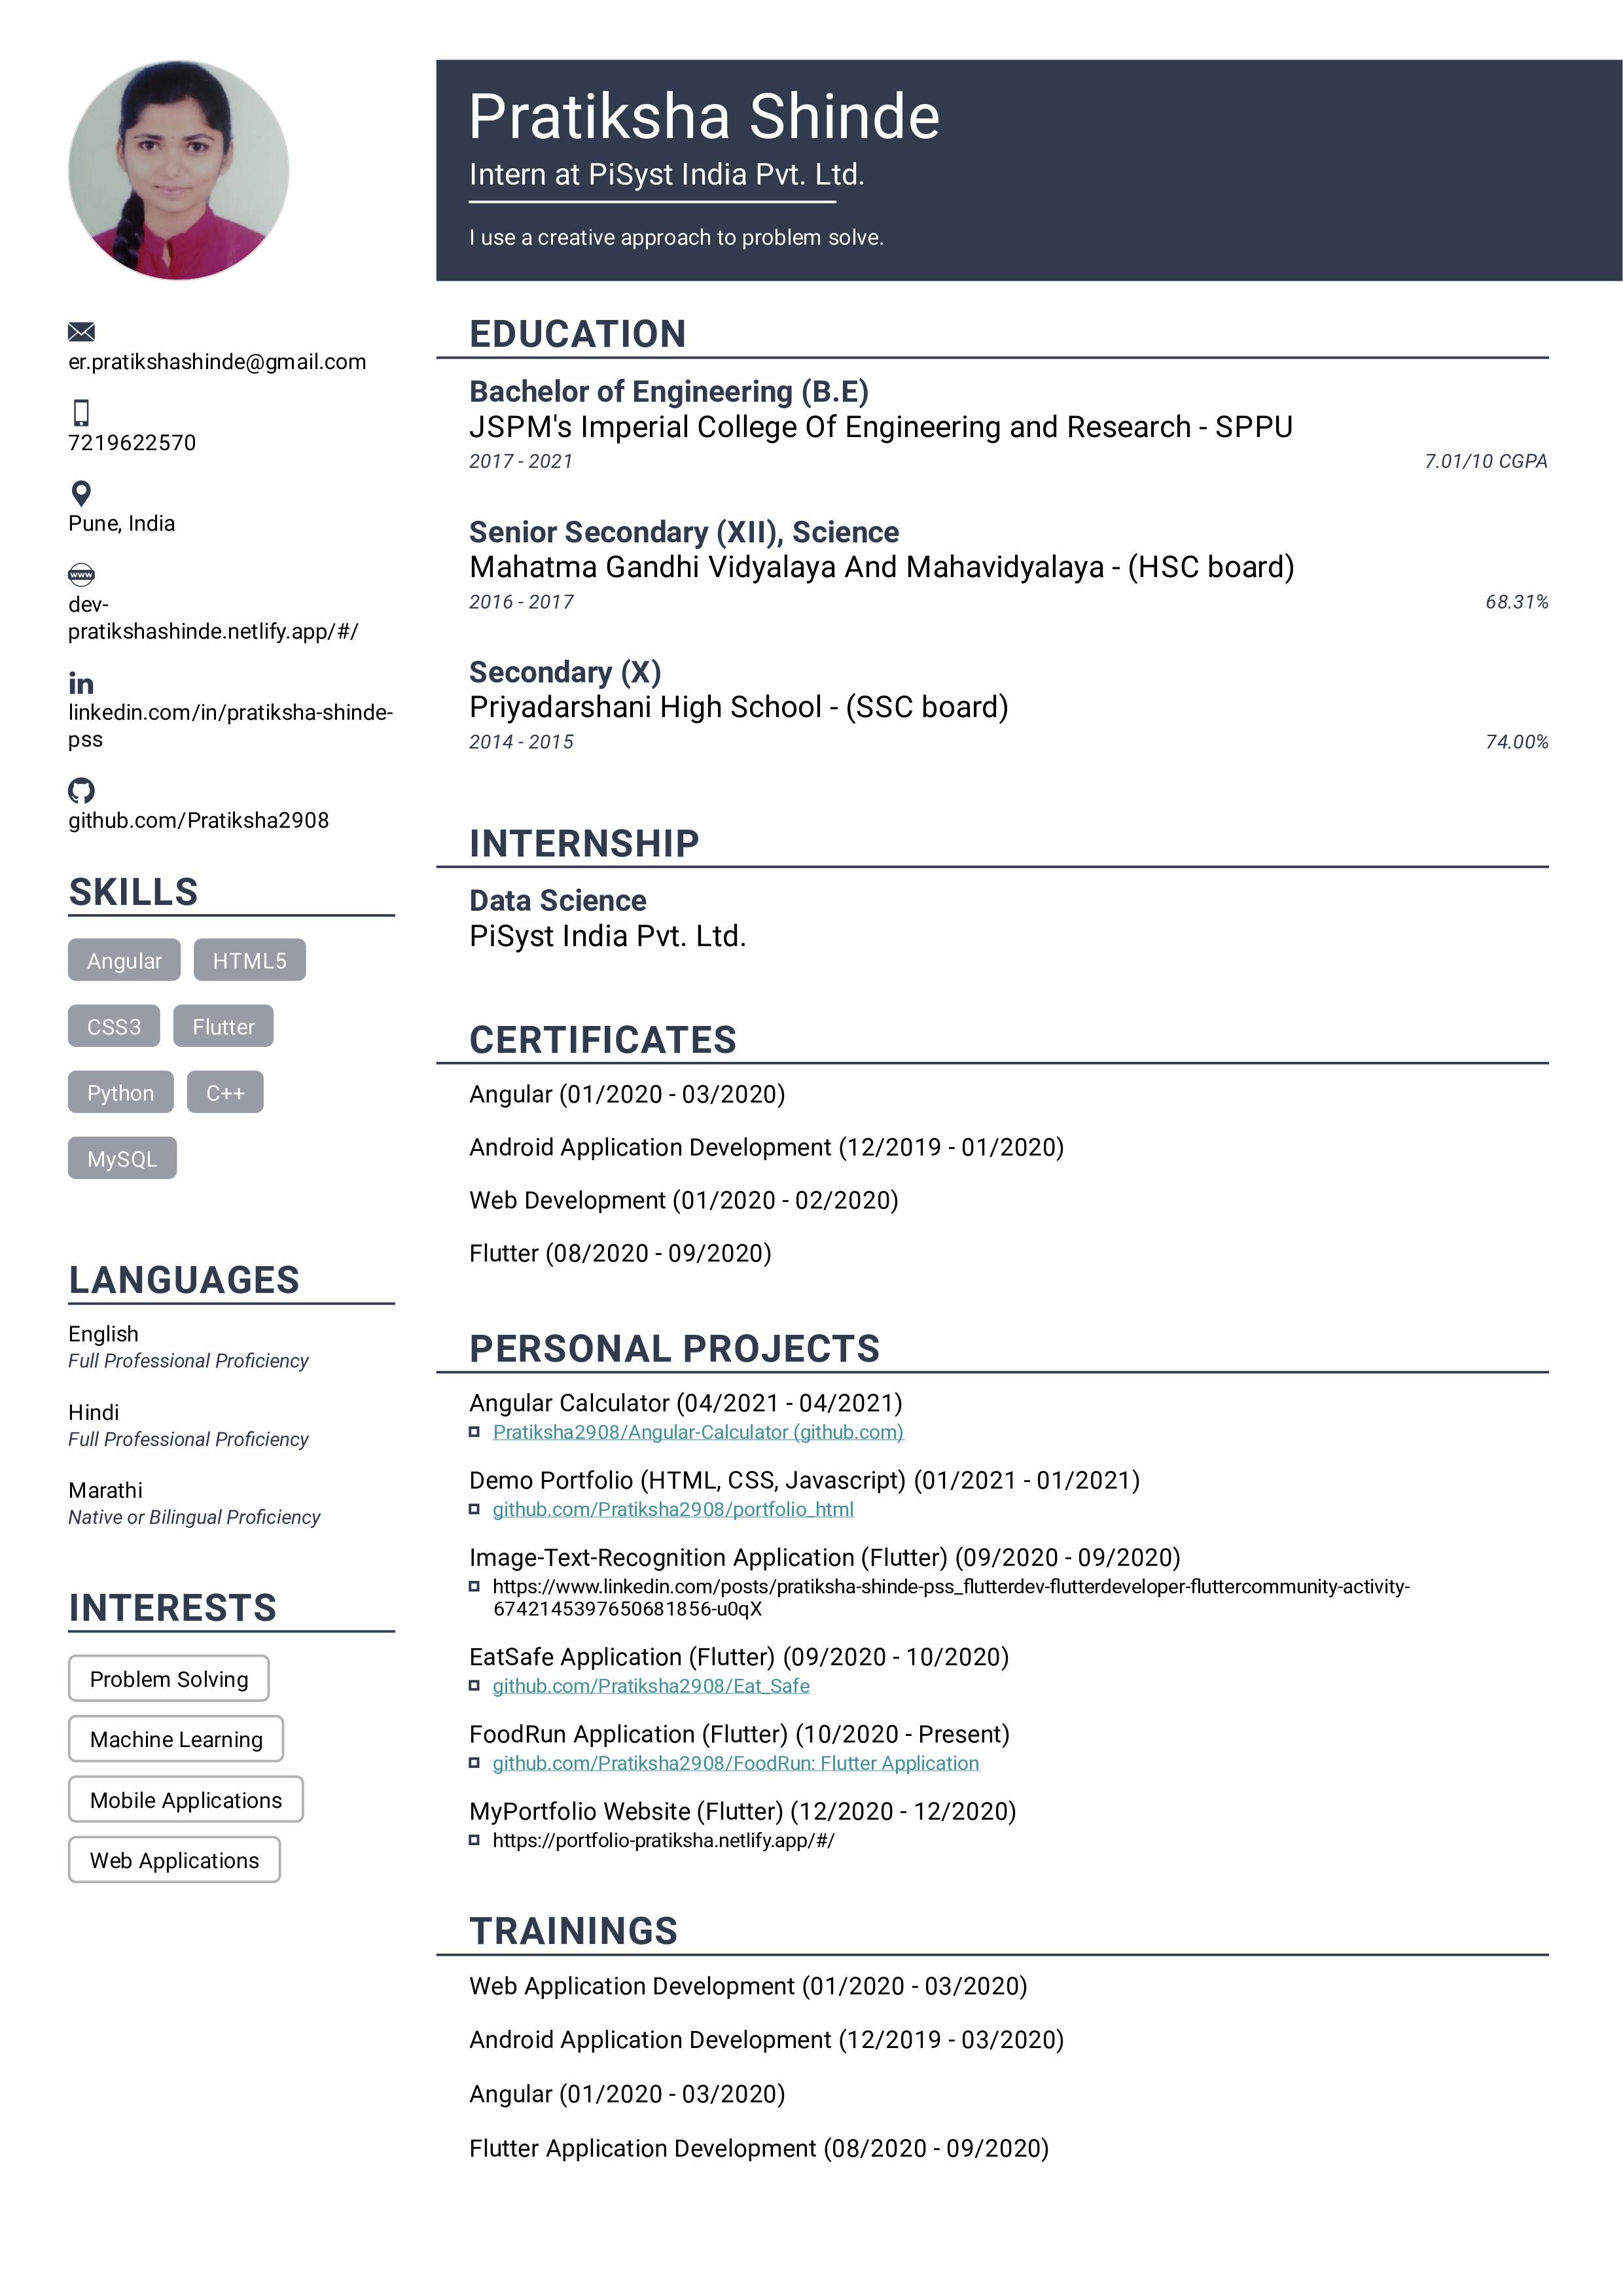 Pratiksha Shinde
Intern at PiSyst India Pvt. Ltd.
I use a creative approach to problem solve.
er.pratikshashinde@gmail.com
7219622570
Pune, India
www
dev-
pratikshashinde.netlify.app/#/
in
linkedin.com/in/pratiksha-shinde-
pss
github.com/Pratiksha2908
SKILLS
Angular HTML5
CSS3 Flutter
Python C++
MySQL
LANGUAGES
English
Full Professional Proficiency
Hindi
Full Professional Proficiency
Marathi
Native or Bilingual Proficiency
INTERESTS
Problem Solving
Machine Learning
Mobile Applications
Web Applications
EDUCATION
Bachelor of Engineering (B.E)
JSPM's Imperial College Of Engineering and Research - SPPU
2017 - 2021 7.01/10 CGPA
Senior Secondary (XII), Science
Mahatma Gandhi Vidyalaya And Mahavidyalaya - (HSC board)
2016 - 2017 68.31%
Secondary (X)
Priyadarshani High School - (SSC board)
2014 - 2015 74.00%
INTERNSHIP
Data Science
PiSyst India Pvt. Ltd.
CERTIFICATES
Angular (01/2020 - 03/2020)
Android Application Development (12/2019 - 01/2020)
Web Development (01/2020 - 02/2020)
Flutter (08/2020 - 09/2020)
PERSONAL PROJECTS
Angular Calculator (04/2021 - 04/2021)
Pratiksha2908/Angular-Calculator (github.com)
Demo Portfolio (HTML, CSS, Javascript) (01/2021 - 01/2021)
github.com/Pratiksha2908/portfolio_html
Image-Text-Recognition Application (Flutter) (09/2020 - 09/2020)
https://www.linkedin.com/posts/pratiksha-shinde-pss_flutterdev-flutterdeveloper-fluttercommunity-activity-
6742145397650681856-u0qX
EatSafe Application (Flutter) (09/2020 - 10/2020)
github.com/Pratiksha2908/Eat_Safe
FoodRun Application (Flutter) (10/2020 - Present)
github.com/Pratiksha2908/FoodRun: Flutter Application
MyPortfolio Website (Flutter) (12/2020 - 12/2020)
https://portfolio-pratiksha.netlify.app/#/
TRAININGS
Web Application Development (01/2020 - 03/2020)
Android Application Development (12/2019 - 03/2020)
Angular (01/2020 - 03/2020)
Flutter Application Development (08/2020 - 09/2020)